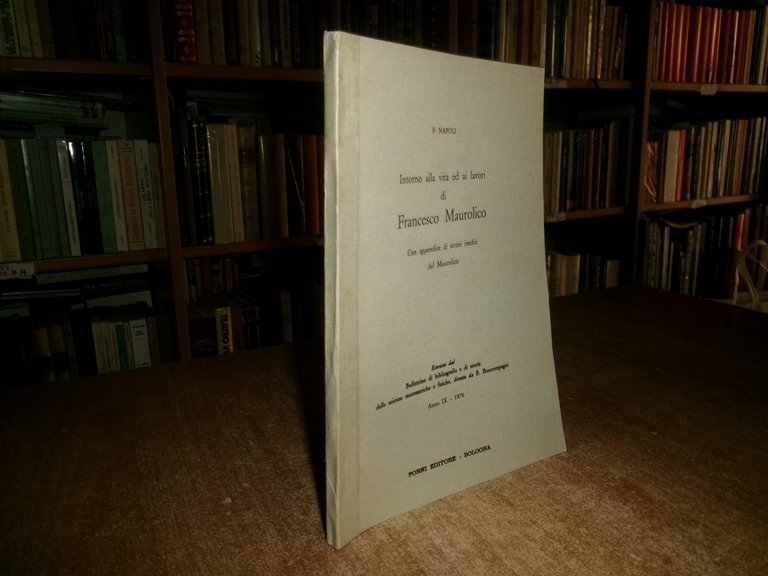 F. NAPOLI
Intorno alla vita ed ai lavori
di
Francesco Maurolico
Con appendice di scritti inediti
del Maurolico
Estratto dal
Bullettino di bibliografia e di storia
delle scienze matematiche e fisiche, diretto da B. Boncompagni
Anno IX - 1876
FORNI EDITORE - BOLOGNA